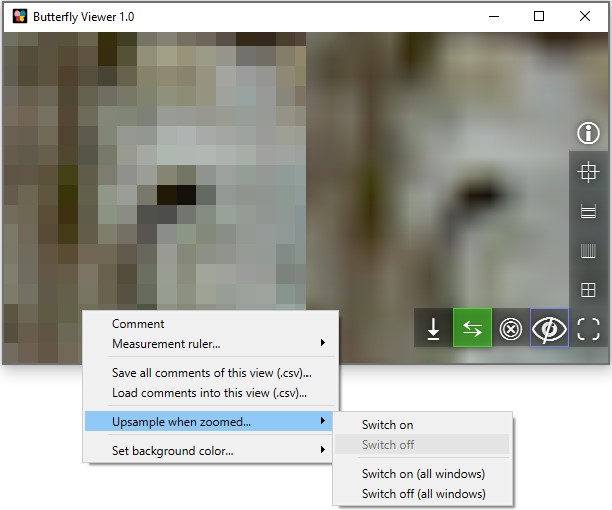 Butterfly Viewer 1.0
Comment
Measurement ruler...
Save all comments of this view (.csv)...
Load comments into this view (.csv)...
Upsample when zoomed...
Set background color...
Switch on
Switch off
Switch on (all windows)
Switch off (all windows)